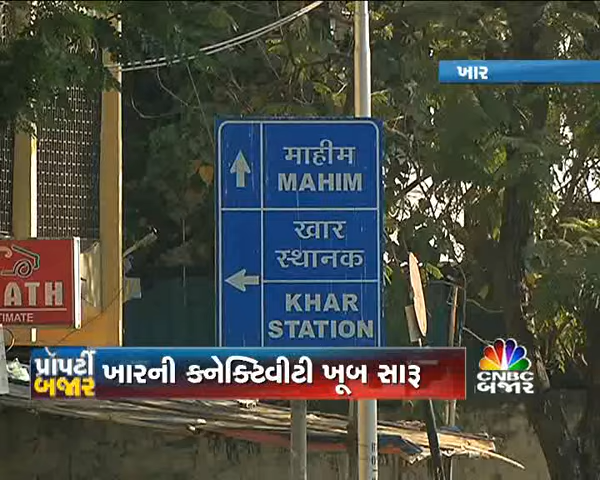 ખાર
माहीम
MAHIM
खार
स्थानक
KHAR
STATION
ATH
TIMATE
પ્રોપર્ટી
બજાર
ખારની કનેક્ટિવીટી ખૂબ સારૂ
CNBC
બજાર